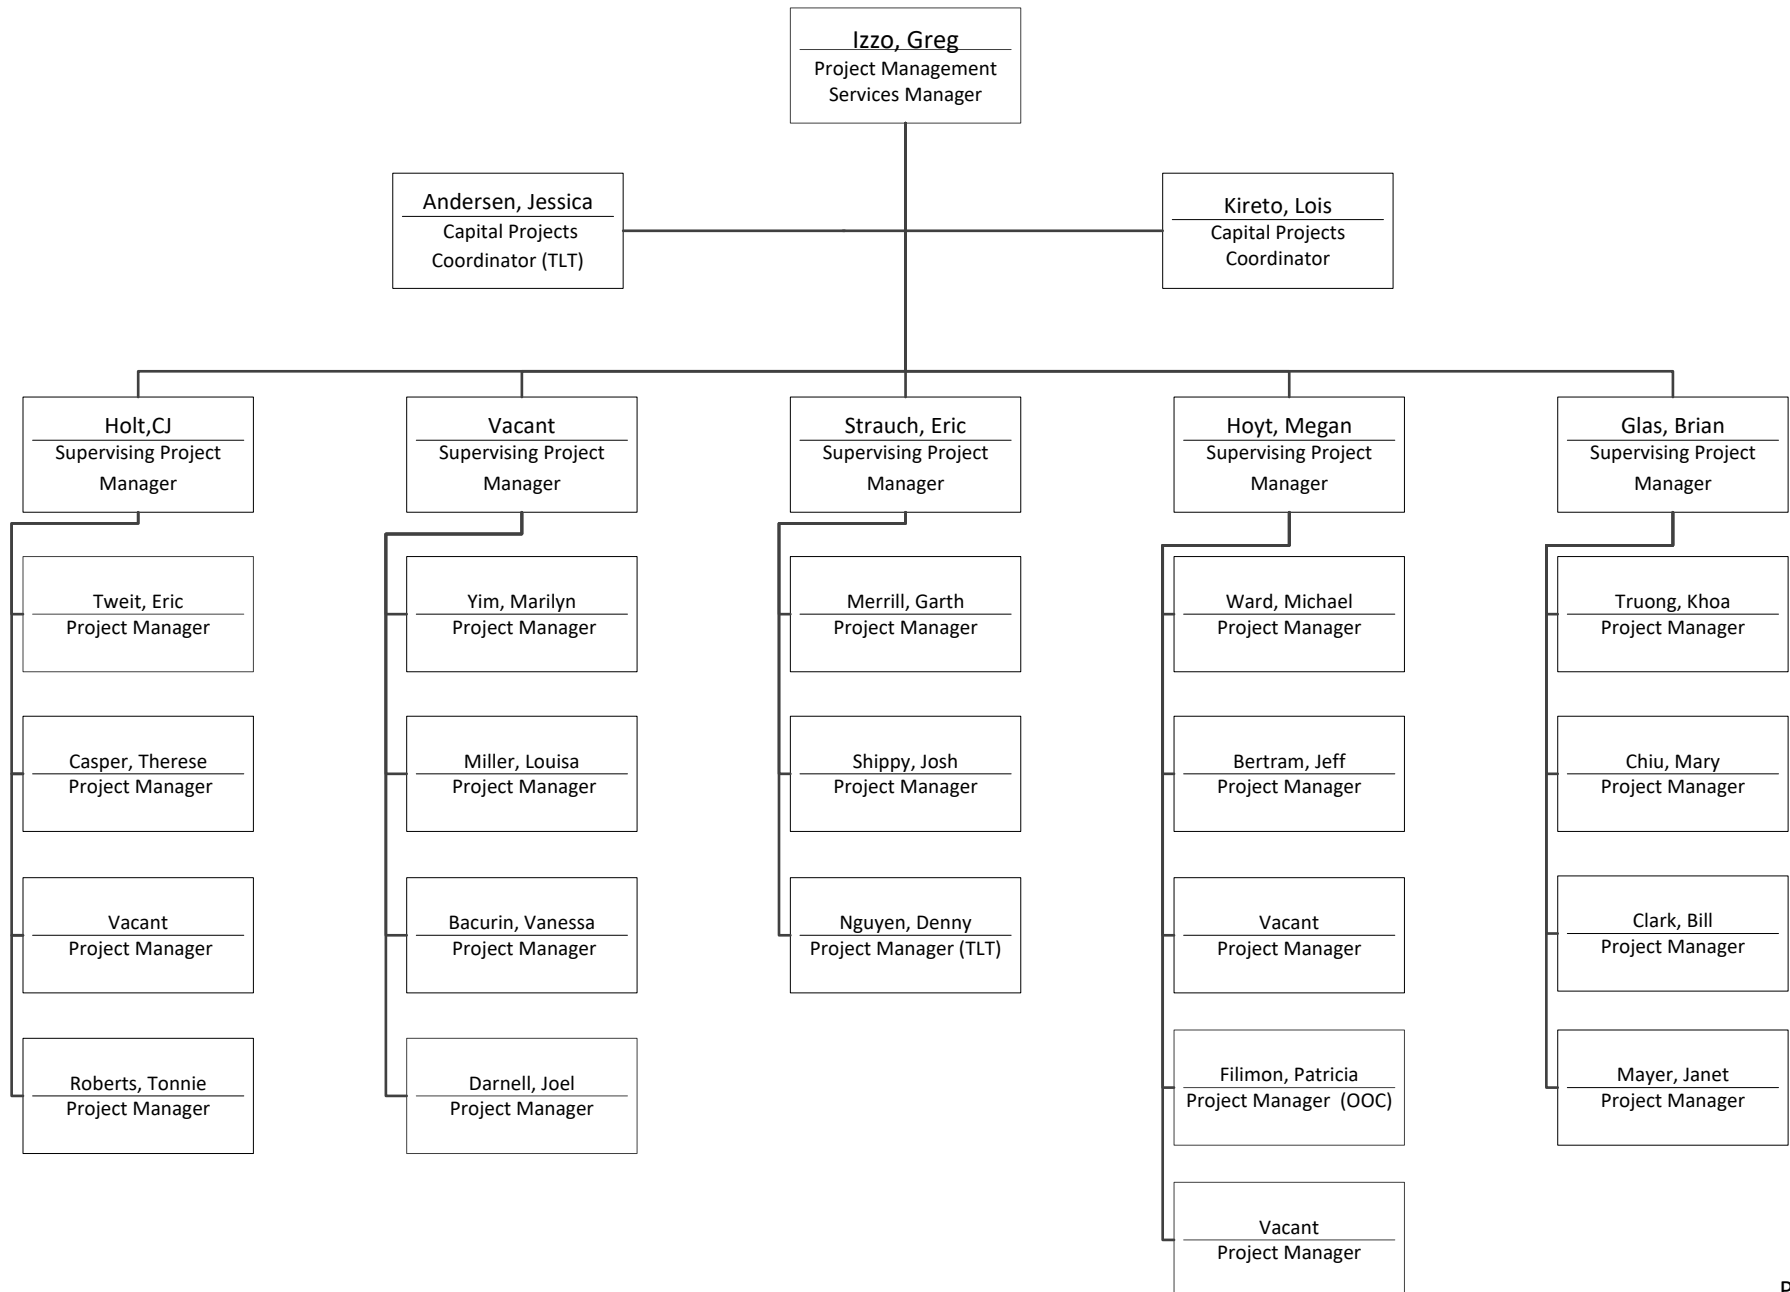 Izzo, Greg
Project Management
Services Manager
Andersen, Jessica
Capital Projects
Coordinator (TLT)
Kireto, Lois
Capital Projects
Coordinator
Holt,CJ
Supervising Project
Manager
Vacant
Supervising Project
Manager
Strauch, Eric
Supervising Project
Manager
Hoyt, Megan
Supervising Project
Manager
Glas, Brian
Supervising Project
Manager
Tweit, Eric
Project Manager
Yim, Marilyn
Project Manager
Merrill, Garth
Project Manager
Ward, Michael
Project Manager
Truong, Khoa
Project Manager
Casper, Therese
Project Manager
Miller, Louisa
Project Manager
Shippy, Josh
Project Manager
Bertram, Jeff
Project Manager
Chiu, Mary
Project Manager
Vacant
Project Manager
Bacurin, Vanessa
Project Manager
Nguyen, Denny
Project Manager (TLT)
Vacant
Project Manager
Clark, Bill
Project Manager
Roberts, Tonnie
Project Manager
Darnell, Joel
Project Manager
Filimon, Patricia
Project Manager (OOC)
Mayer, Janet
Project Manager
Vacant
Project Manager